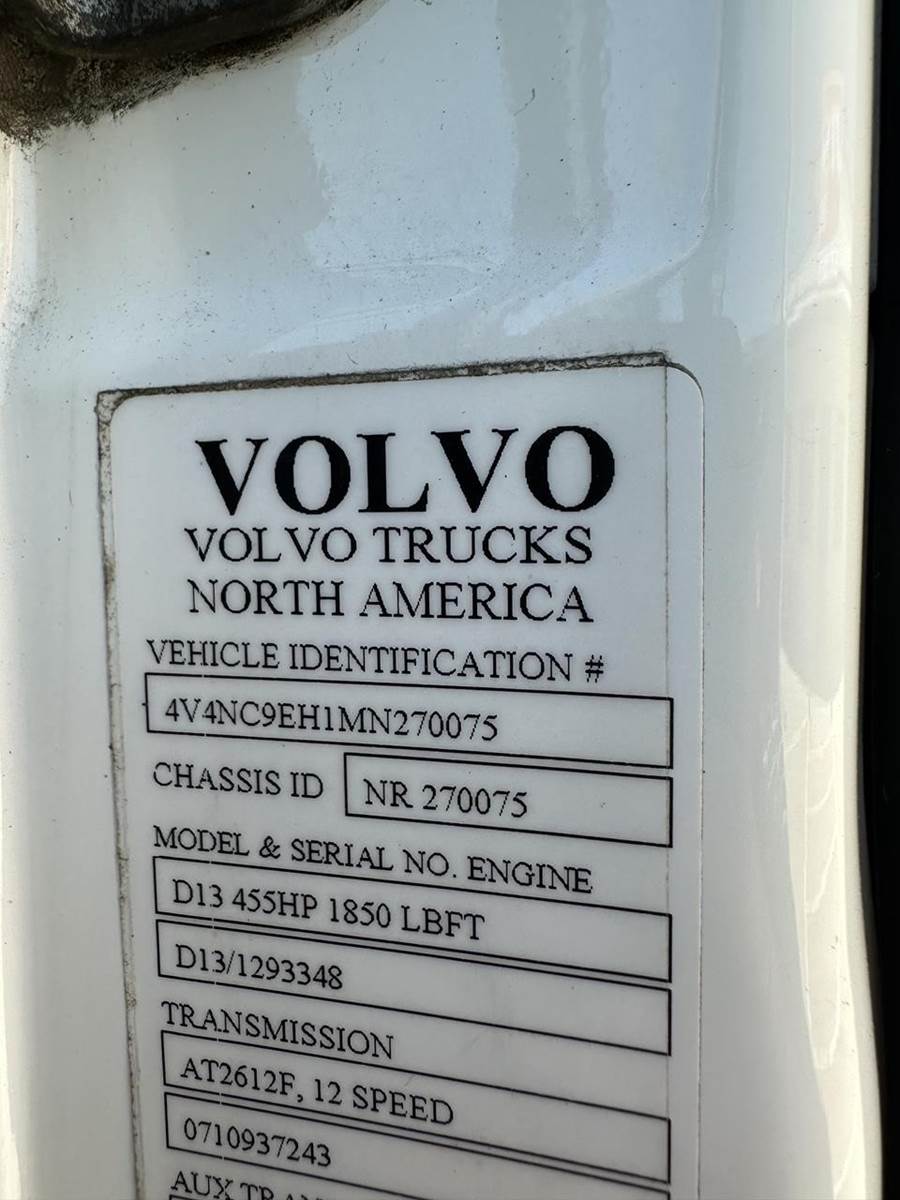 VOLVO
VOLVO TRUCKS
NORTH AMERICA
VEHICLE IDENTIFICATION #
4V4NC9EH1MN270075
CHASSIS ID NR 270075
MODEL & SERIAL NO. ENGINE
D13 455HP 1850 LBFT
D13/1293348
TRANSMISSION
AT2612F, 12 SPEED
0710937243
AUX